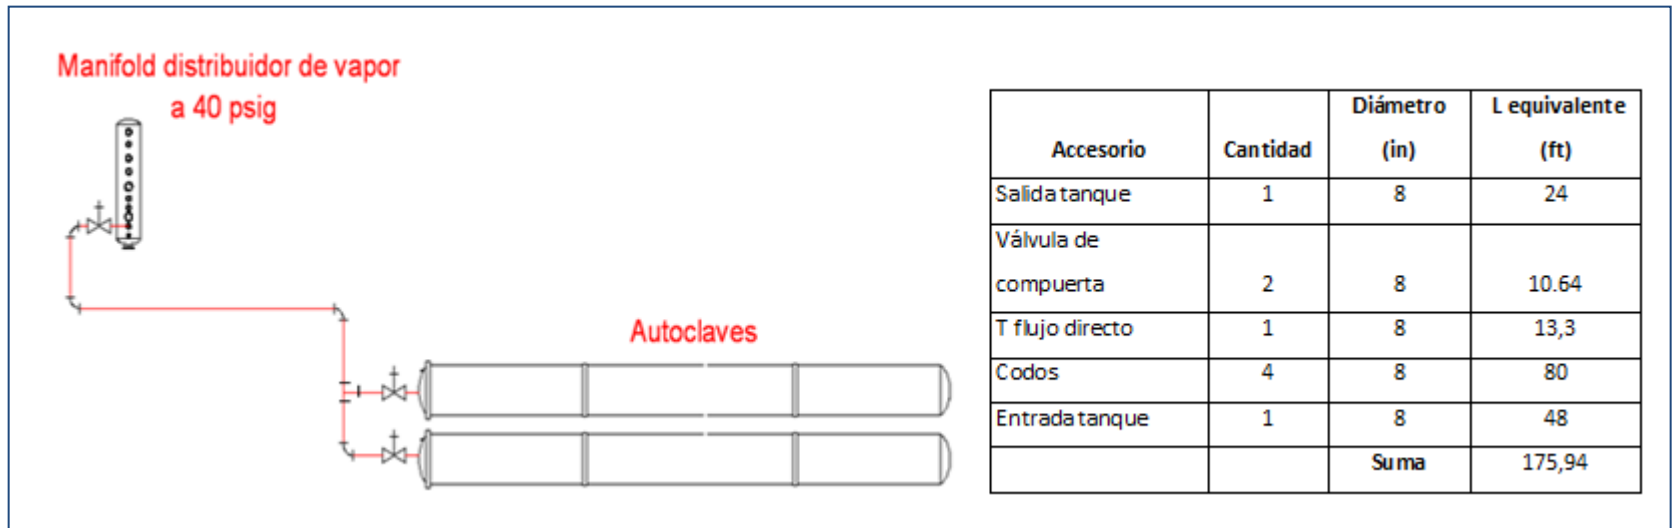 Manifold distribuidor de vapor
a 40 psig
Autoclaves
Accesorio Cantidad Diámetro (in) L equivalente (ft)
Salida tanque 1 8 24
Válvula de compuerta 2 8 10.64
T flujo directo 1 8 13,3
Codos 4 8 80
Entrada tanque 1 8 48
Suma 175,94